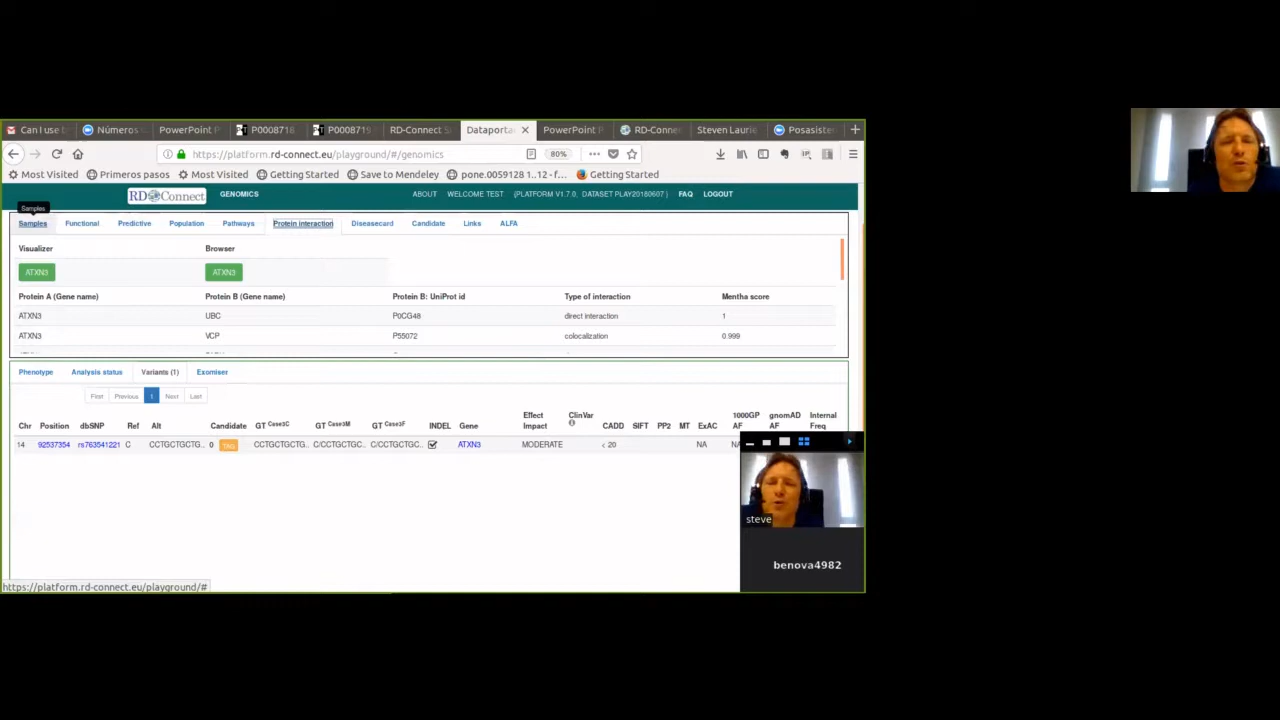 Can I use t
Números
PowerPoint P
P0008718
P0008719
RD-Connect S
Dataporta
PowerPoint P
RD-Conne
Steven Laurie
Posasiste
https://platform.rd-connect.eu/playground/#/genomics
80%
Most Visited
Primeros pasos
Most Visited
Getting Started
Save to Mendeley
pone.0059128 1..12 - f...
Getting Started
RD Connect
GENOMICS
ABOUT
WELCOME TEST
(PLATFORM V1.7.0, DATASET PLAY20180607 )
FAQ
LOGOUT
Samples
Samples
Functional
Predictive
Population
Pathways
Protein interaction
Diseasecard
Candidate
Links
ALFA
Visualizer
Browser
ATXN3
ATXN3
Protein A (Gene name)
Protein B (Gene name)
Protein B: UniProt id
Type of interaction
Mentha score
ATXN3
UBC
P0CG48
direct interaction
1
ATXN3
VCP
P55072
colocalization
0.999
Phenotype
Analysis status
Variants (1)
Exomiser
First
Previous
1
Next
Last
Chr
Position
dbSNP
Ref
Alt
Candidate
GT Case3C
GT Case3M
GT Case3F
INDEL
Gene
Effect Impact
ClinVar
CADD
SIFT
PP2
MT
ExAC
1000GP AF
gnomAD AF
Internal Freq
14
92537354
rs763541221
C
CCTGCTGCTG..
0
TAG
CCTGCTGCTG..
C/CCTGCTGC..
C/CCTGCTGC..
ATXN3
MODERATE
< 20
NA
steve
benova4982
https://platform.rd-connect.eu/playground/#